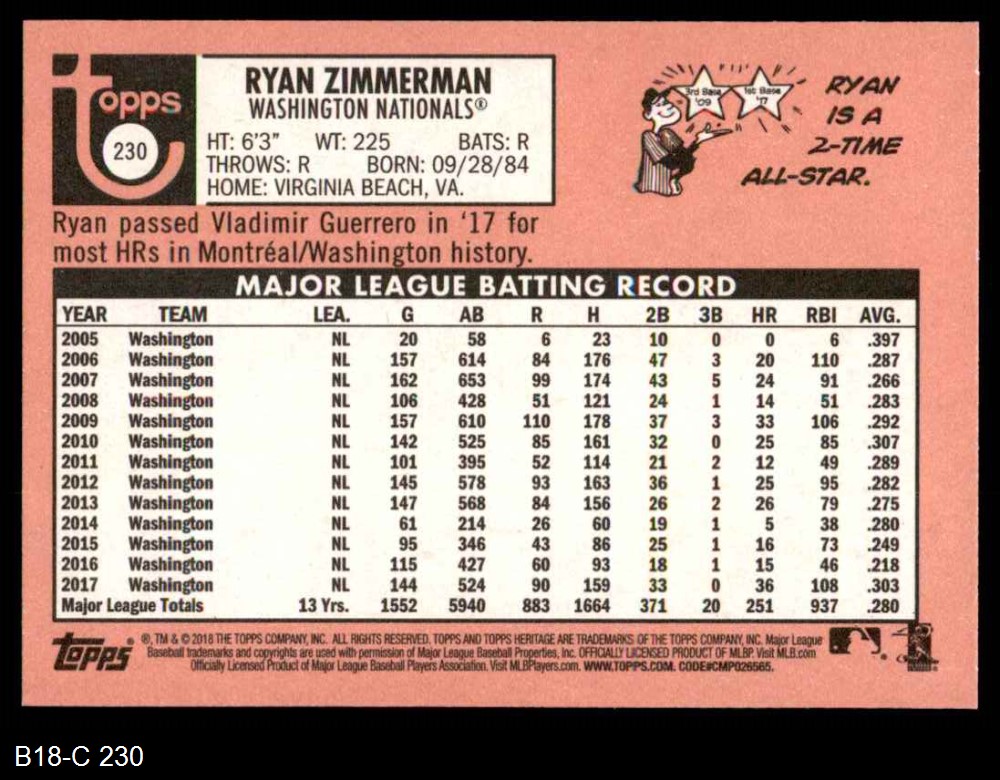 topps
230
RYAN ZIMMERMAN
WASHINGTON NATIONALS®
HT: 6'3" WT: 225 BATS: R
THROWS: R BORN: 09/28/84
HOME: VIRGINIA BEACH, VA.
3rd Base '09
1st Base '17
RYAN
IS A
2-TIME
ALL-STAR.
Ryan passed Vladimir Guerrero in '17 for
most HRs in Montréal/Washington history.
MAJOR LEAGUE BATTING RECORD
YEAR TEAM LEA. G AB R H 2B 3B HR RBI AVG.
2005 Washington NL 20 58 6 23 10 0 0 6 .397
2006 Washington NL 157 614 84 176 47 3 20 110 .287
2007 Washington NL 162 653 99 174 43 5 24 91 .266
2008 Washington NL 106 428 51 121 24 1 14 51 .283
2009 Washington NL 157 610 110 178 37 3 33 106 .292
2010 Washington NL 142 525 85 161 32 0 25 85 .307
2011 Washington NL 101 395 52 114 21 2 12 49 .289
2012 Washington NL 145 578 93 163 36 1 25 95 .282
2013 Washington NL 147 568 84 156 26 2 26 79 .275
2014 Washington NL 61 214 26 60 19 1 5 38 .280
2015 Washington NL 95 346 43 86 25 1 16 73 .249
2016 Washington NL 115 427 60 93 18 1 15 46 .218
2017 Washington NL 144 524 90 159 33 0 36 108 .303
Major League Totals 13 Yrs. 1552 5940 883 1664 371 20 251 937 .280
topps ®
®, TM & © 2018 THE TOPPS COMPANY, INC. ALL RIGHTS RESERVED. TOPPS AND TOPPS HERITAGE ARE TRADEMARKS OF THE TOPPS COMPANY, INC. Major League
Baseball trademarks and copyrights are used with permission of Major League Baseball Properties, Inc. OFFICIALLY LICENSED PRODUCT OF MLBP. Visit MLB.com
Officially Licensed Product of Major League Baseball Players Association. Visit MLBPlayers.com. WWW.TOPPS.COM. CODE#CMP026565.
B18-C 230